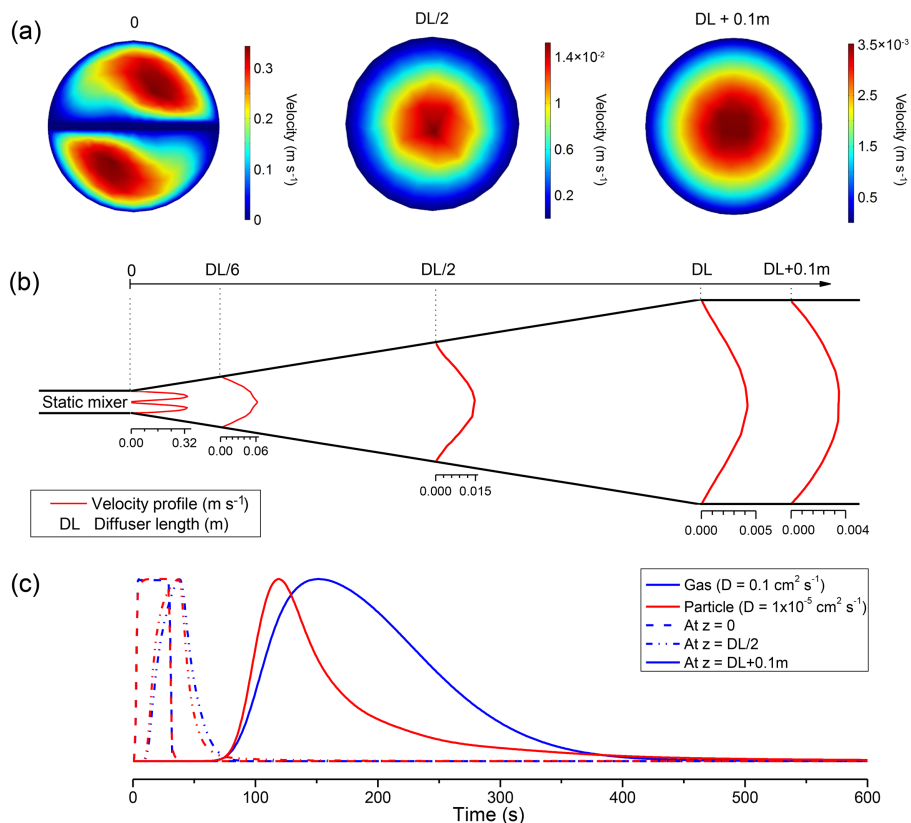 (a)
0
DL/2
DL + 0.1m
0.3
0.2
0.1
0
Velocity (m s⁻¹)
1.4×10⁻²
1
0.6
0.2
Velocity (m s⁻¹)
3.5×10⁻³
2.5
1.5
0.5
Velocity (m s⁻¹)
(b)
0 DL/6 DL/2 DL DL+0.1m
Static mixer
0.00 0.32
0.00 0.06
0.000 0.015
0.000 0.005
0.000 0.004
Velocity profile (m s⁻¹)
DL Diffuser length (m)
(c)
Gas (D = 0.1 cm² s⁻¹)
Particle (D = 1x10⁻⁵ cm² s⁻¹)
At z = 0
At z = DL/2
At z = DL+0.1m
0 100 200 300 400 500 600
Time (s)